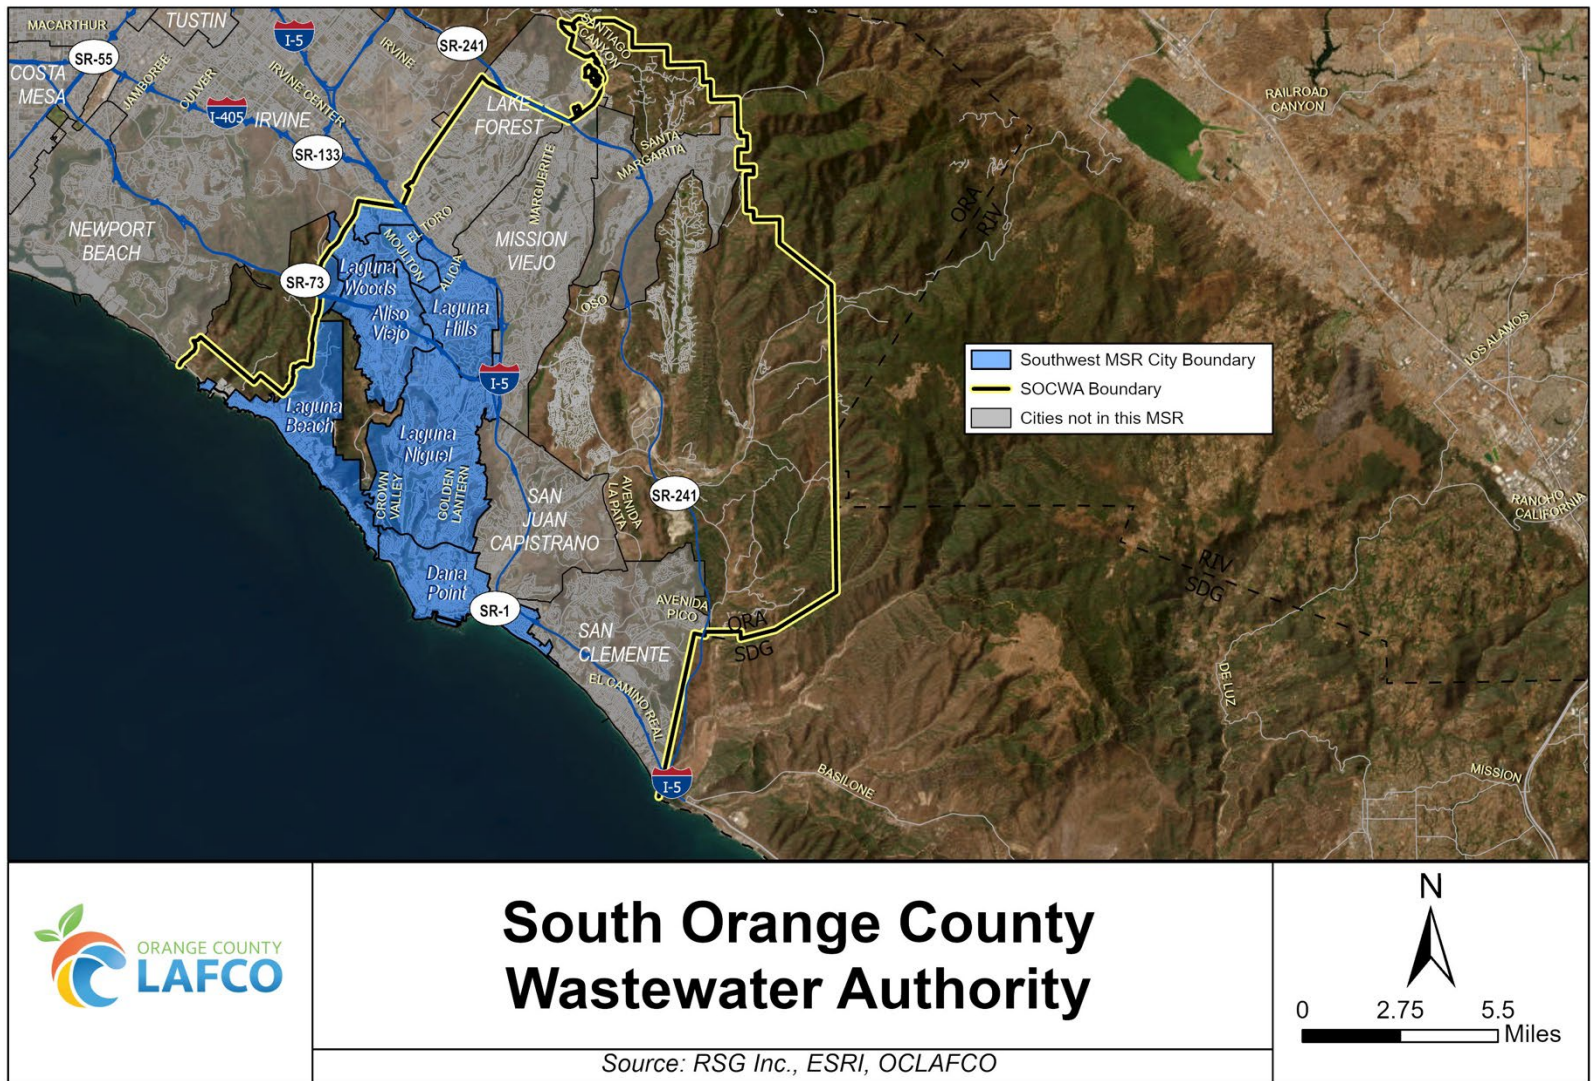 MACARTHUR
TUSTIN
I-5
SR-241
IRVINE
SANTIAGO
CANYON
SR-55
COSTA
MESA
JAMBOREE
CULVER
IRVINE CENTER
I-405
IRVINE
LAKE
FOREST
RAILROAD
CANYON
SR-133
SANTA
MARGARITA
MARGUERITE
ORA
RIV
NEWPORT
BEACH
EL TORO
MOULTON
ALICIA
MISSION
VIEJO
SR-73
Laguna
Woods
Aliso
Viejo
Laguna
Hills
OSO
LOS ALAMOS
I-5
Laguna
Beach
Laguna
Niguel
CROWN
VALLEY
GOLDEN
LANTERN
SAN
JUAN
CAPISTRANO
AVENIDA
LA PATA
SR-241
RANCHO
CALIFORNIA
RIV
SDG
Dana
Point
SR-1
AVENIDA
PICO
ORA
SDG
SAN
CLEMENTE
EL CAMINO REAL
DE LUZ
I-5
BASILONE
MISSION
Southwest MSR City Boundary
SOCWA Boundary
Cities not in this MSR
ORANGE COUNTY
LAFCO
South Orange County
Wastewater Authority
Source: RSG Inc., ESRI, OCLAFCO
N
0 2.75 5.5
Miles